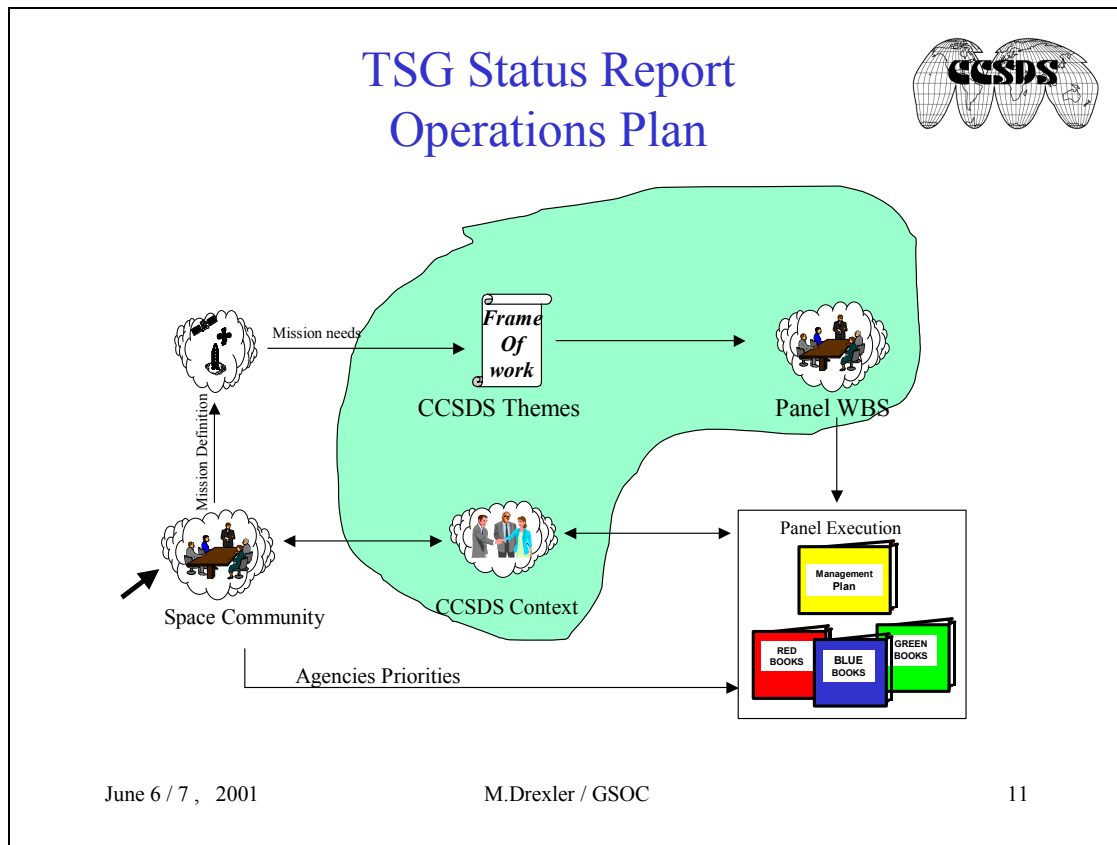 TSG Status Report
Operations Plan
CCSDS
Mission needs
Frame
Of
work
CCSDS Themes
Panel WBS
Mission Definition
Space Community
CCSDS Context
Panel Execution
Management
Plan
RED
BOOKS
BLUE
BOOKS
GREEN
BOOKS
Agencies Priorities
June 6 / 7 , 2001
M.Drexler / GSOC
11